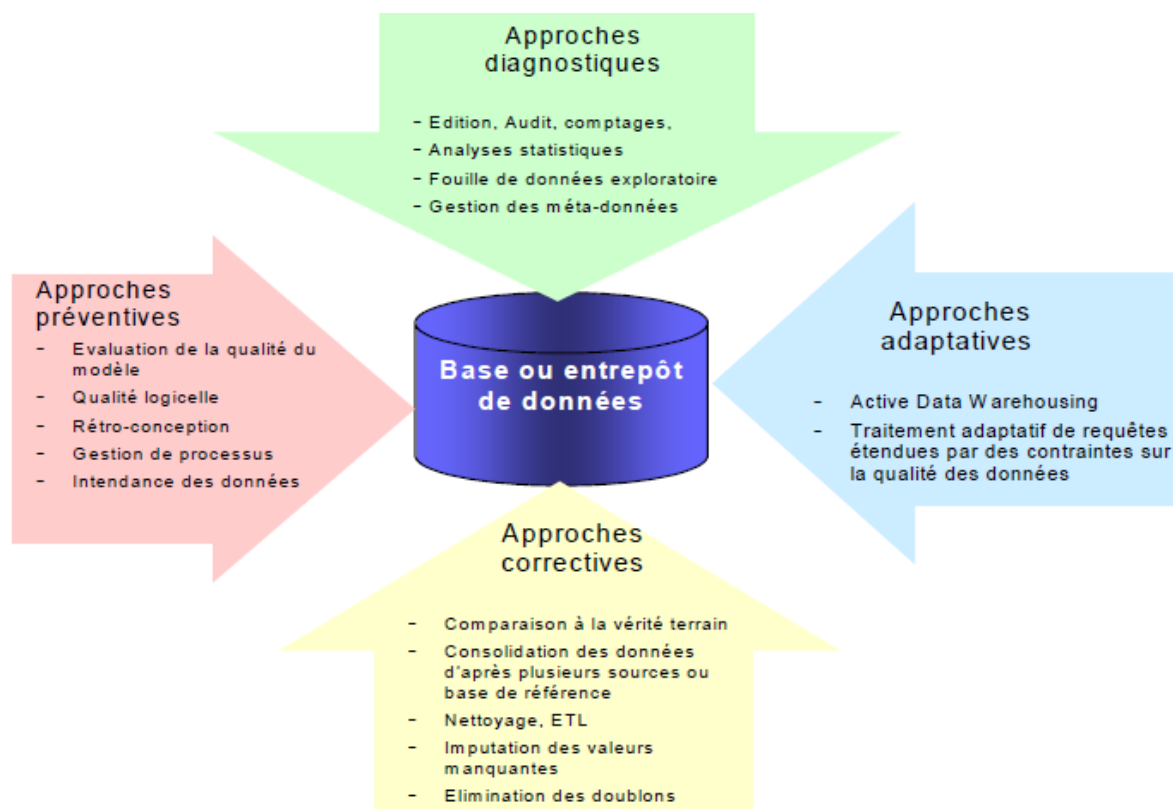 Approches
diagnostiques
- Edition, Audit, comptages,
- Analyses statistiques
- Fouille de données exploratoire
- Gestion des méta-données
Approches
préventives
- Evaluation de la qualité du
modèle
- Qualité logicelle
- Rétro-conception
- Gestion de processus
- Intendance des données
Base ou entrepôt
de données
Approches
adaptatives
- Active Data Warehousing
- Traitement adaptatif de requêtes
étendues par des contraintes sur
la qualité des données
Approches
correctives
- Comparaison à la vérité terrain
- Consolidation des données
d'après plusieurs sources ou
base de référence
- Nettoyage, ETL
- Imputation des valeurs
manquantes
- Elimination des doublons